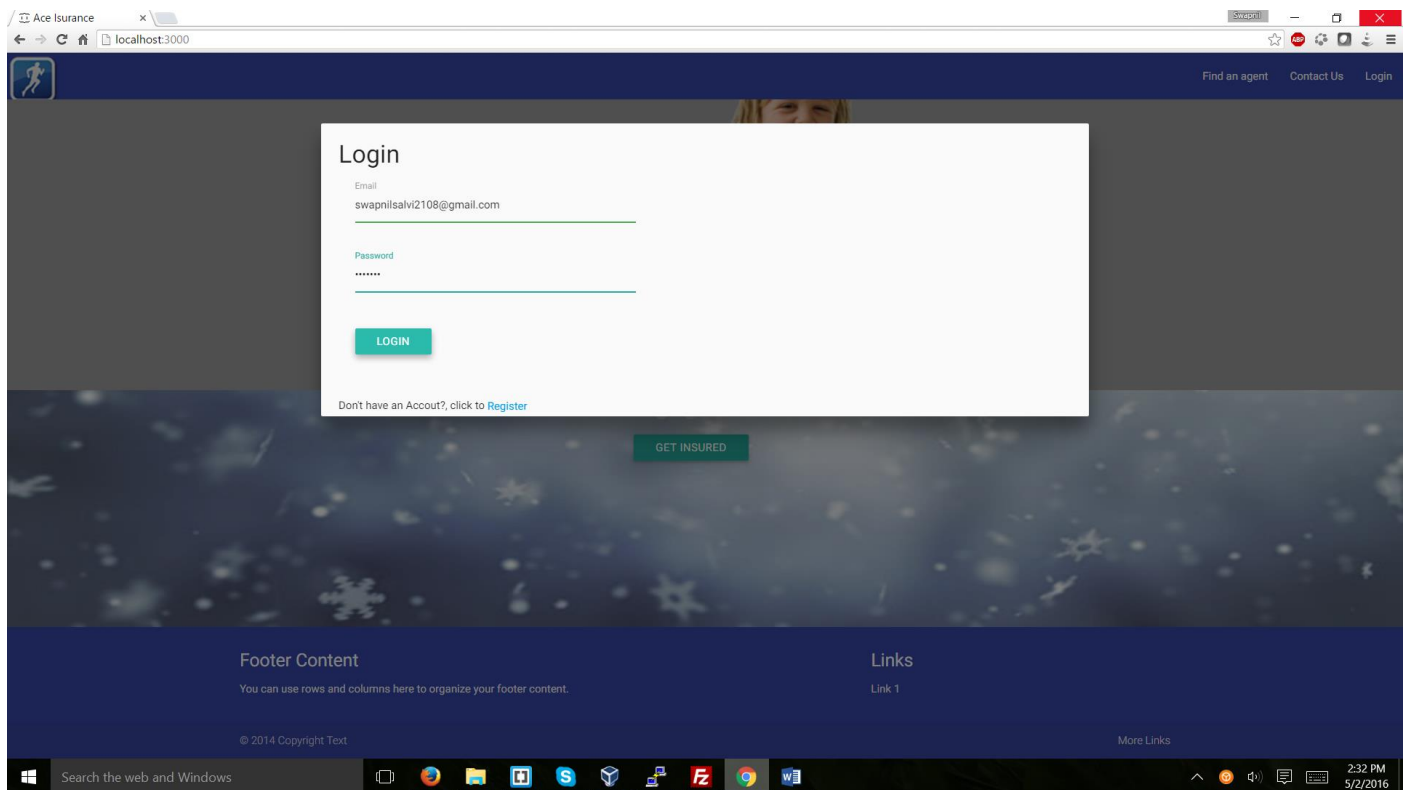 Ace Isurance
Swapnil
localhost:3000
ABP
Find an agent Contact Us Login
Login
Email
swapnilsalvi2108@gmail.com
Password
•••••••
LOGIN
Don't have an Accout?, click to Register
GET INSURED
Footer Content
Links
You can use rows and columns here to organize your footer content.
Link 1
© 2014 Copyright Text
More Links
Search the web and Windows
2:32 PM
5/2/2016